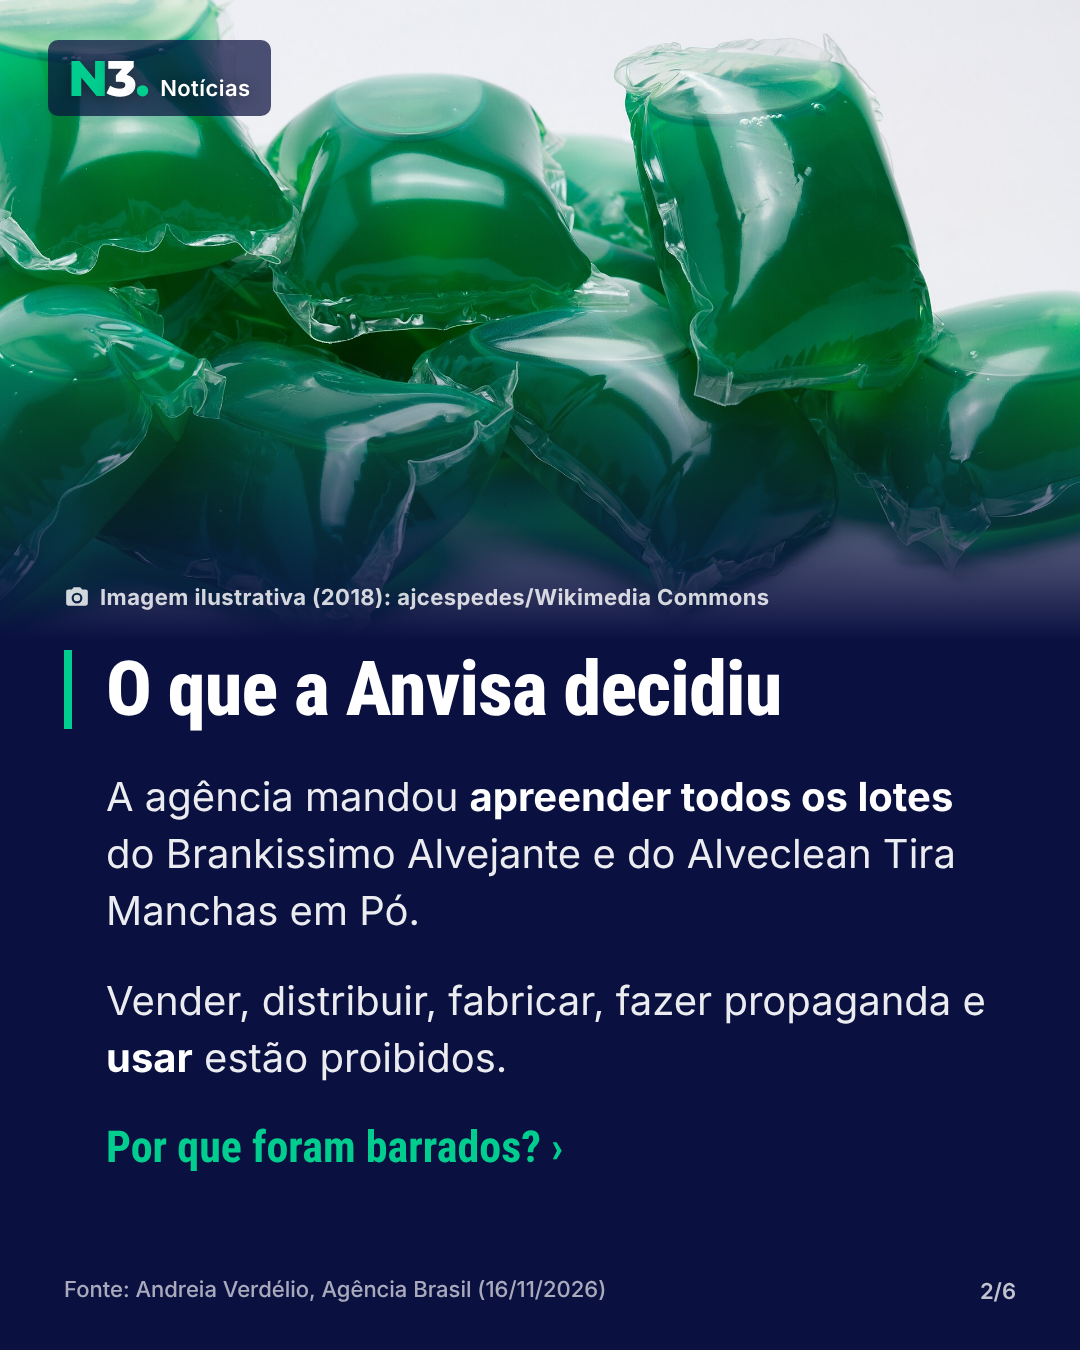 N3. Notícias
Imagem ilustrativa (2018): ajcespedes/Wikimedia Commons
O que a Anvisa decidiu
A agência mandou apreender todos os lotes
do Brankissimo Alvejante e do Alveclean Tira
Manchas em Pó.
Vender, distribuir, fabricar, fazer propaganda e
usar estão proibidos.
Por que foram barrados? ›
Fonte: Andreia Verdélio, Agência Brasil (16/11/2026)
2/6